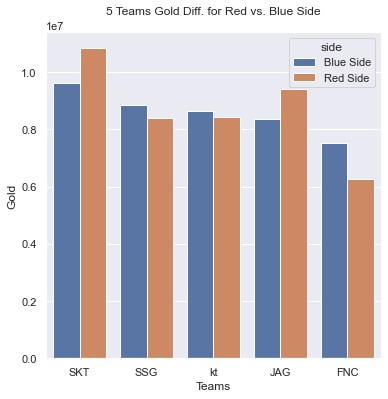 5 Teams Gold Diff. for Red vs. Blue Side
1e7
side
Blue Side
Red Side
1.0
0.8
0.6
0.4
0.2
0.0
Gold
SKT SSG kt JAG FNC
Teams